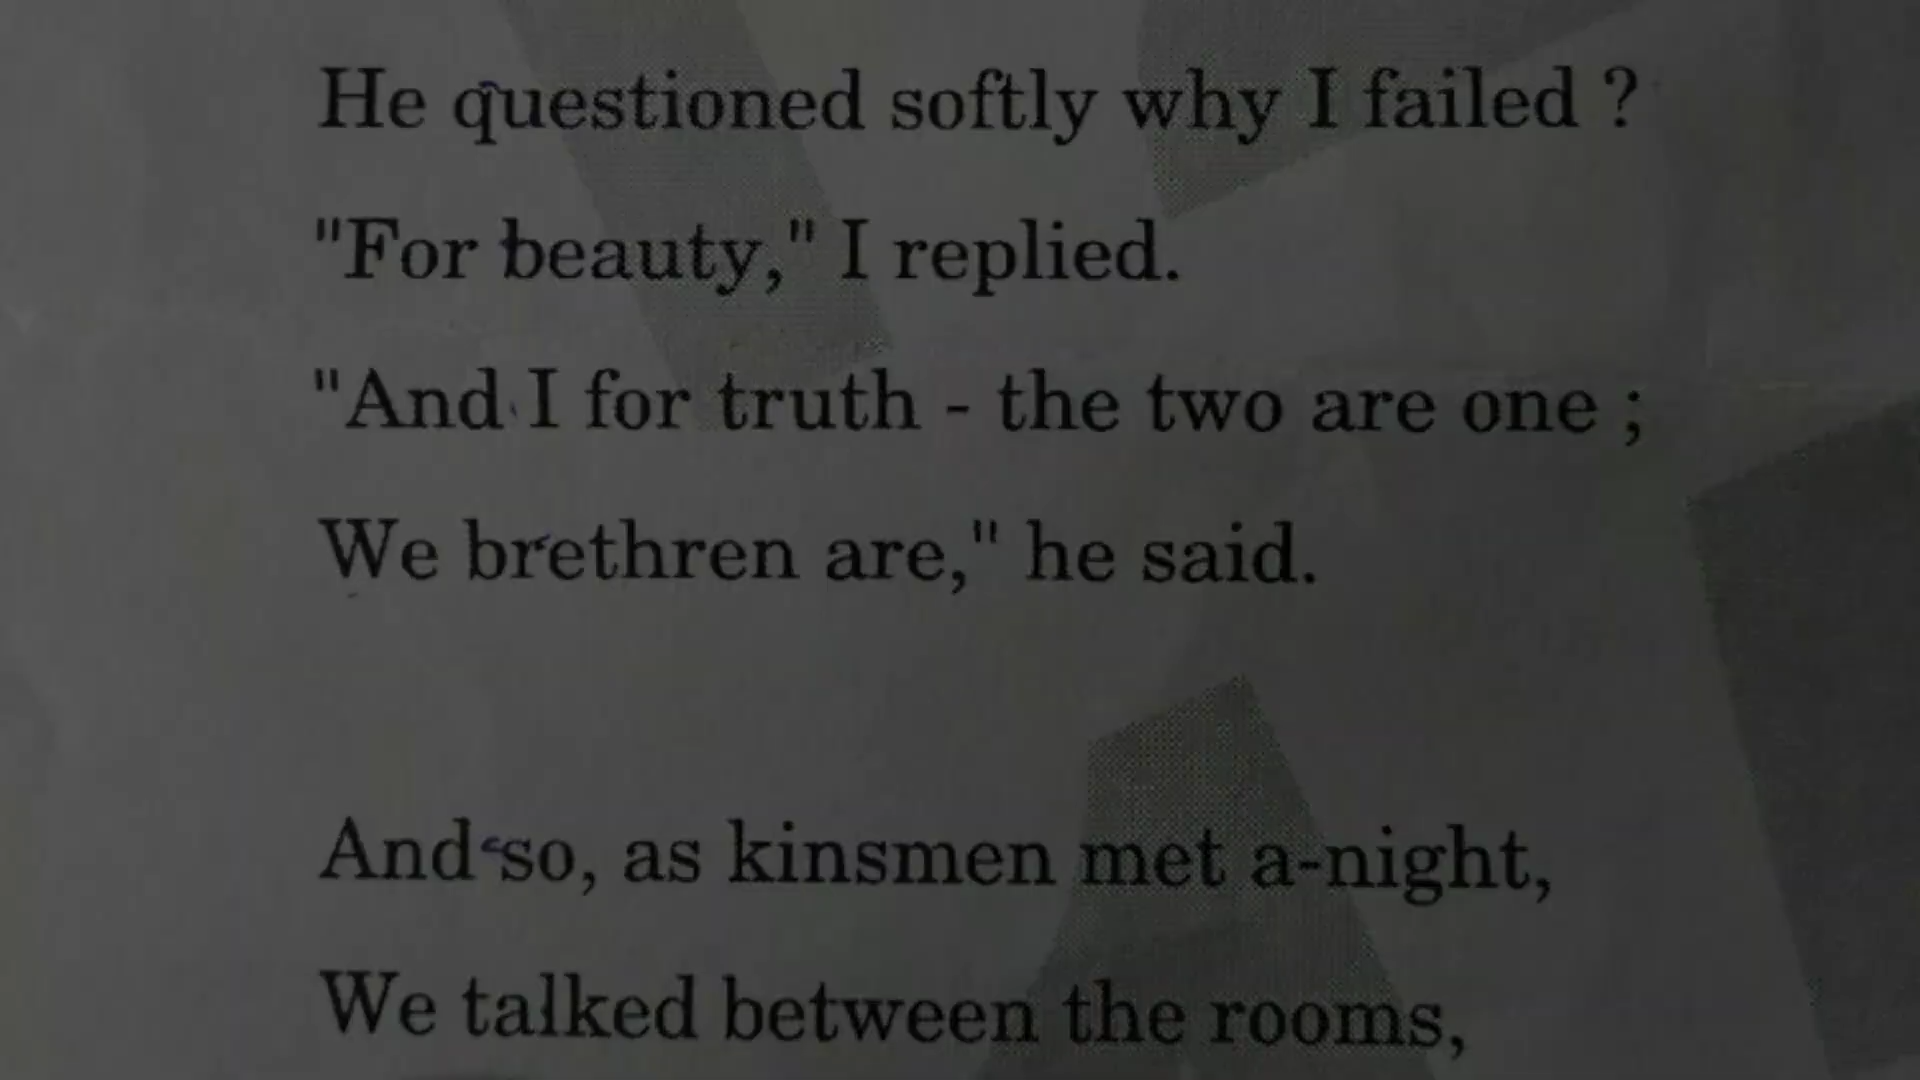 He questioned softly why I failed ?
"For beauty," I replied.
"And I for truth - the two are one ;
We brethren are," he said.
And so, as kinsmen met a-night,
We talked between the rooms,